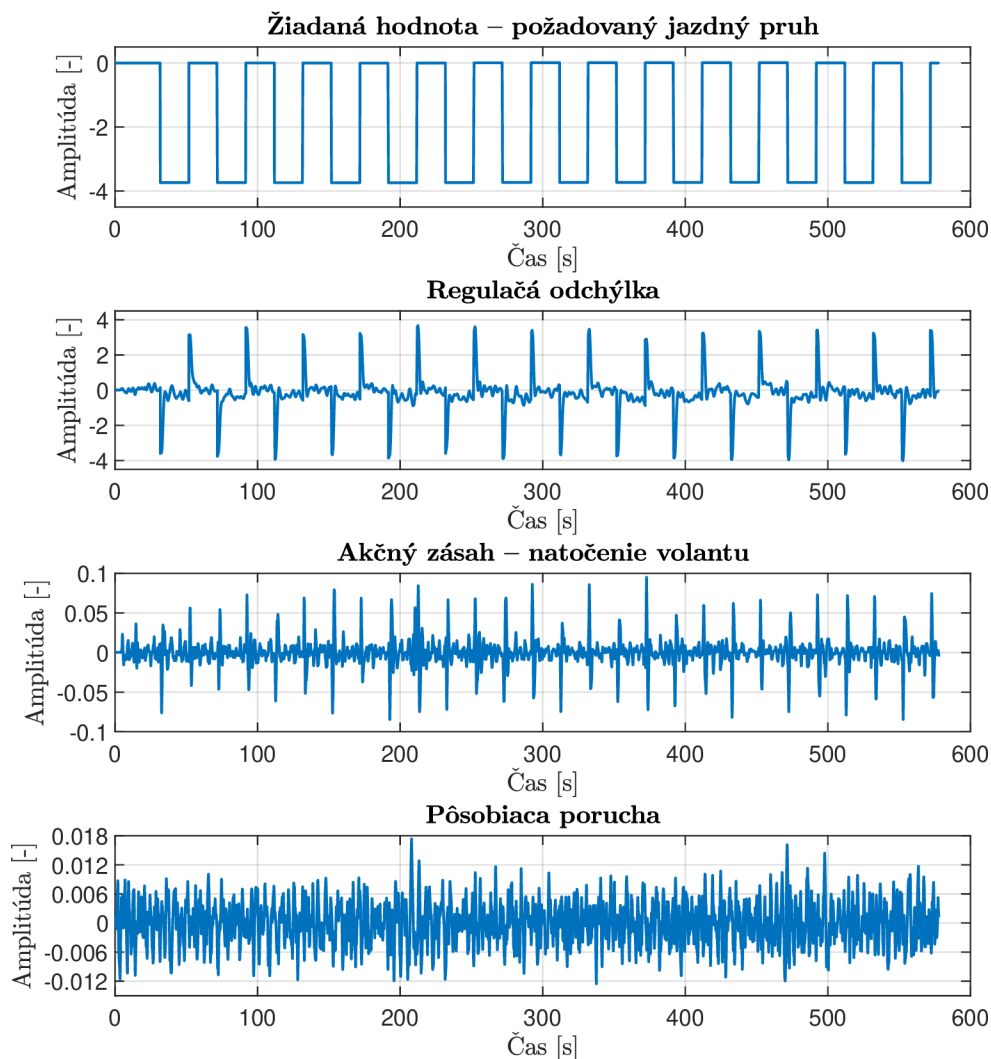 Žiadaná hodnota – požadovaný jazdný pruh
Amplitúda [-]
0
-2
-4
0 100 200 300 400 500 600
Čas [s]
Regulačá odchýlka
Amplitúda [-]
4
2
0
-2
-4
0 100 200 300 400 500 600
Čas [s]
Akčný zásah – natočenie volantu
Amplitúda [-]
0.1
0.05
0
-0.05
-0.1
0 100 200 300 400 500 600
Čas [s]
Pôsobiaca porucha
Amplitúda [-]
0.018
0.012
0.006
0
-0.006
-0.012
0 100 200 300 400 500 600
Čas [s]